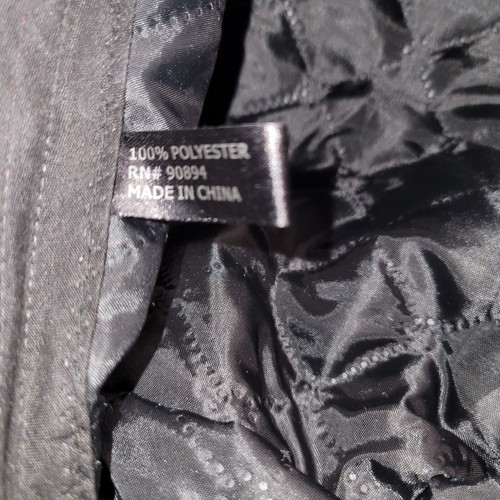 100% POLYESTER
RN# 90894
MADE IN CHINA